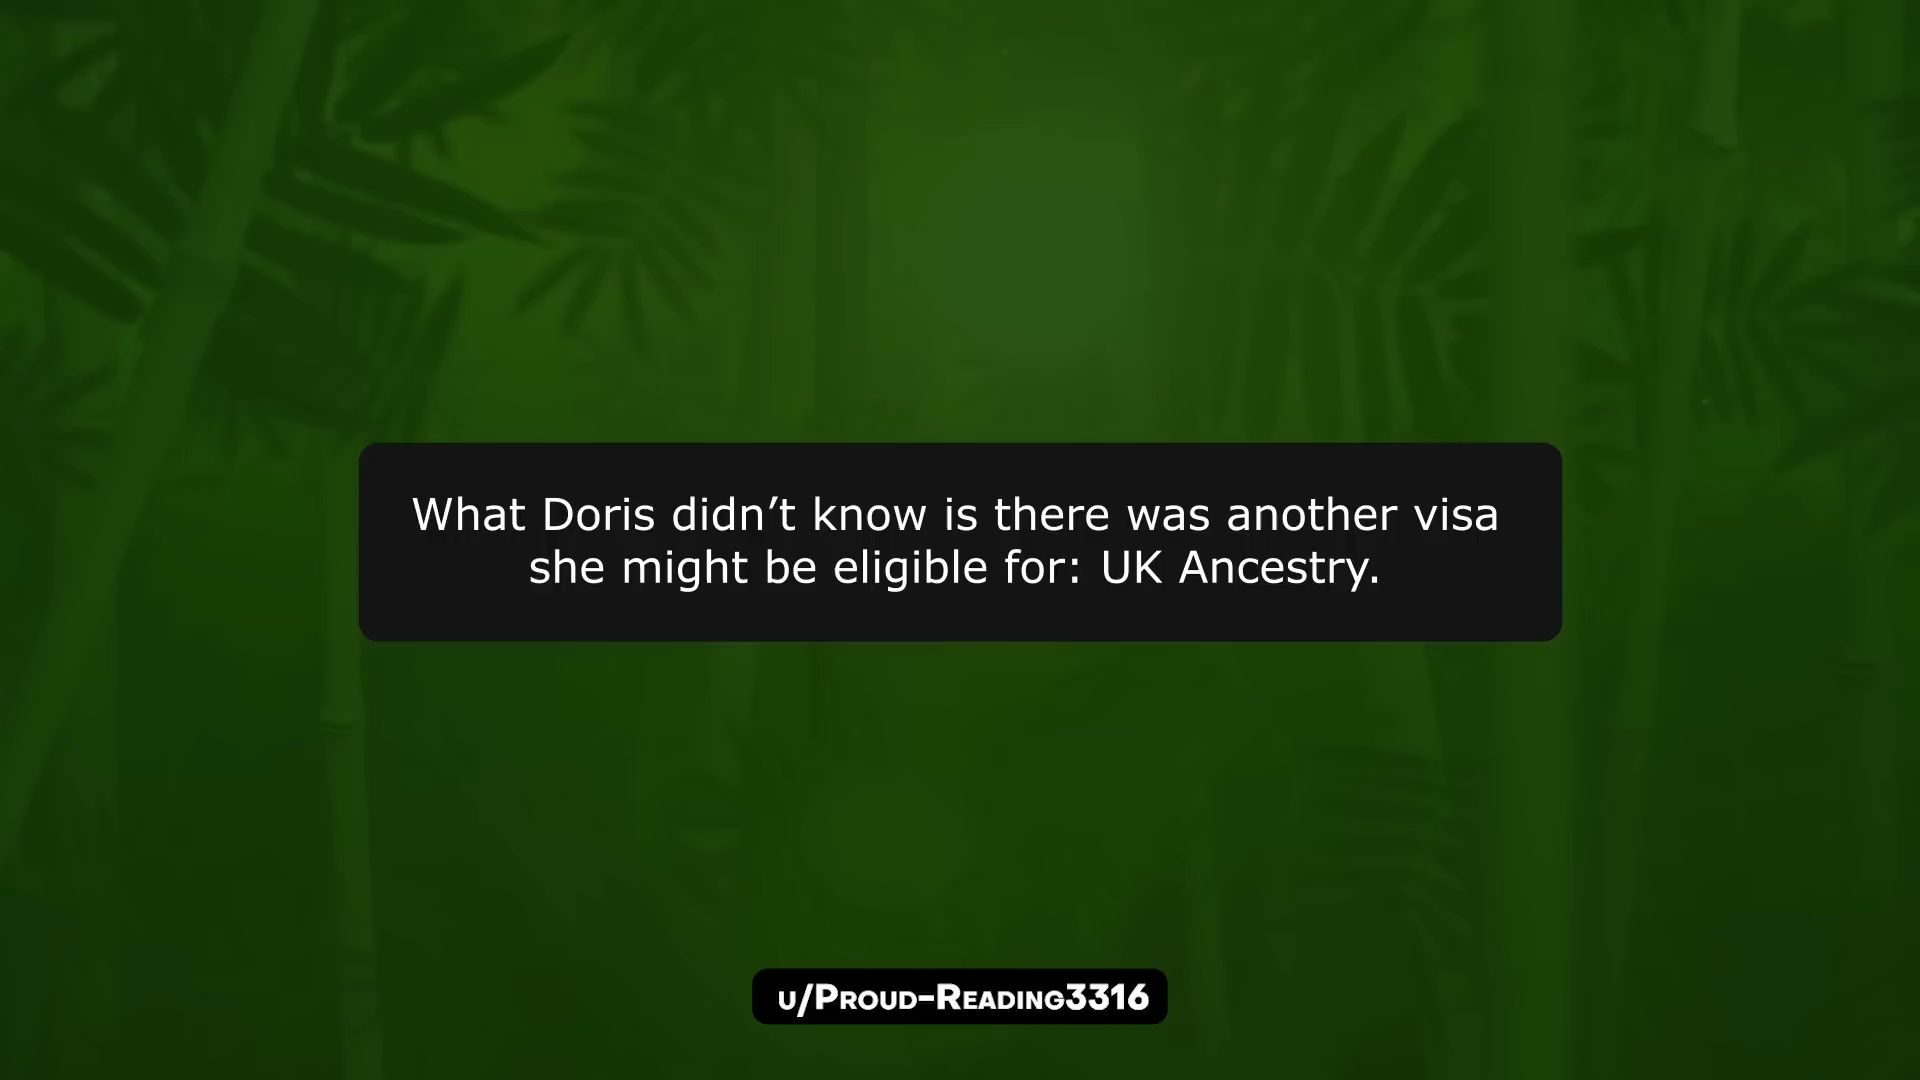 What Doris didn’t know is there was another visa
she might be eligible for: UK Ancestry.
u/Proud-Reading3316